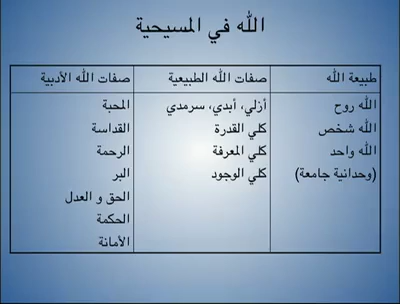 الله في المسيحية
طبيعة الله
صفات الله الطبيعية
صفات الله الأدبية
الله روح
أزلي، أبدي، سرمدي
المحبة
الله شخص
كلي القدرة
القداسة
الله واحد
كلي المعرفة
الرحمة
(وحدانية جامعة)
كلي الوجود
البر
الحق و العدل
الحكمة
الأمانة